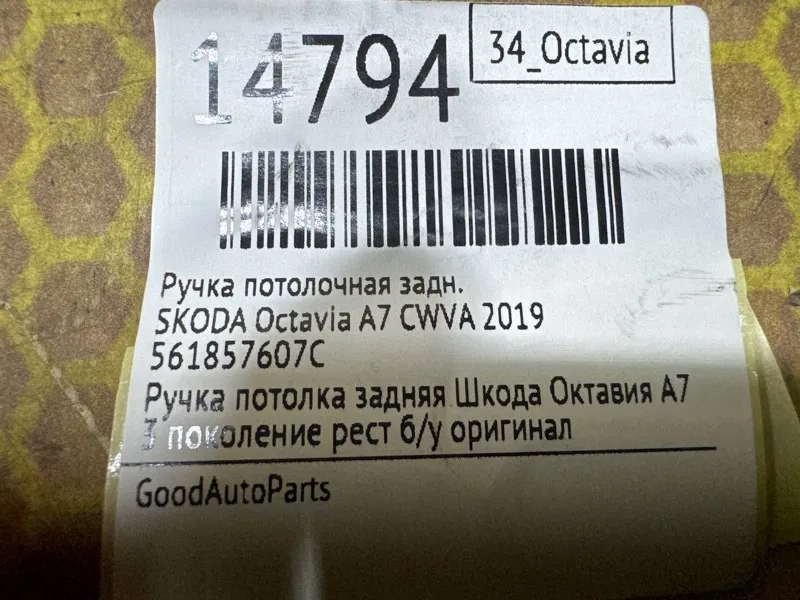 14794
34_Octavia
Ручка потолочная задн.
SKODA Octavia A7 CWVA 2019
561857607C
Ручка потолка задняя Шкода Октавия А7
3 поколение рест б/у оригинал
GoodAutoParts